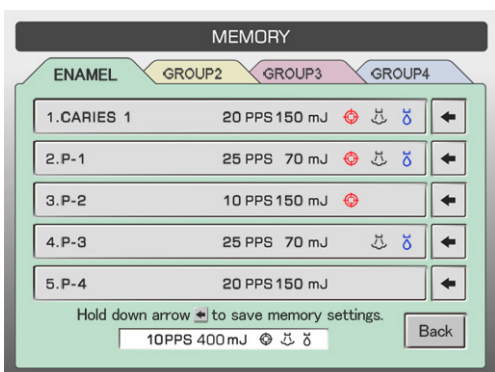 MEMORY
ENAMEL GROUP2 GROUP3 GROUP4
1.CARIES 1 20 PPS 150 mJ
2.P-1 25 PPS 70 mJ
3.P-2 10 PPS 150 mJ
4.P-3 25 PPS 70 mJ
5.P-4 20 PPS 150 mJ
Hold down arrow to save memory settings.
10PPS 400 mJ
Back